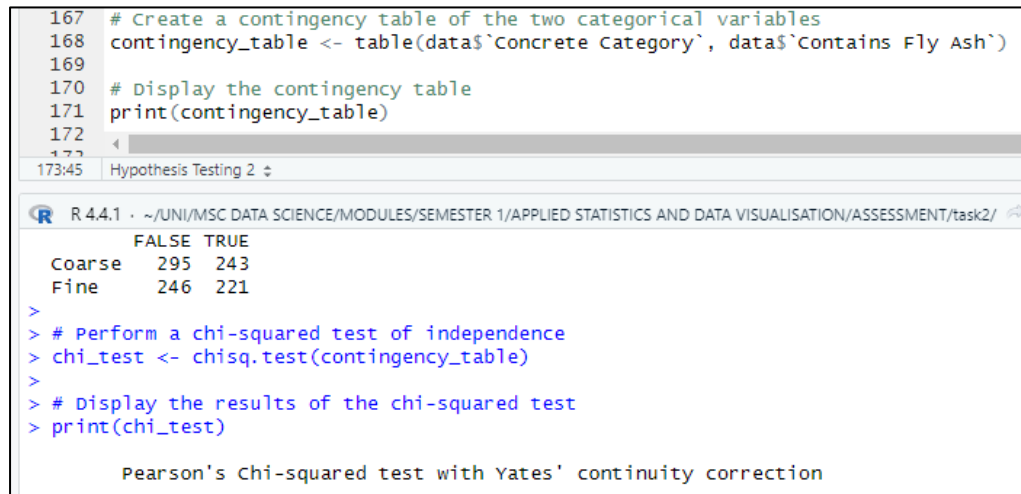 167 # Create a contingency table of the two categorical variables
168 contingency_table <- table(data$`Concrete Category`, data$`Contains Fly Ash`)
169
170 # Display the contingency table
171 print(contingency_table)
172
173:45 Hypothesis Testing 2
R 4.4.1 · ~/UNI/MSC DATA SCIENCE/MODULES/SEMESTER 1/APPLIED STATISTICS AND DATA VISUALISATION/ASSESSMENT/task2/
FALSE TRUE
Coarse 295 243
Fine 246 221
>
> # Perform a chi-squared test of independence
> chi_test <- chisq.test(contingency_table)
>
> # Display the results of the chi-squared test
> print(chi_test)
Pearson's Chi-squared test with Yates' continuity correction